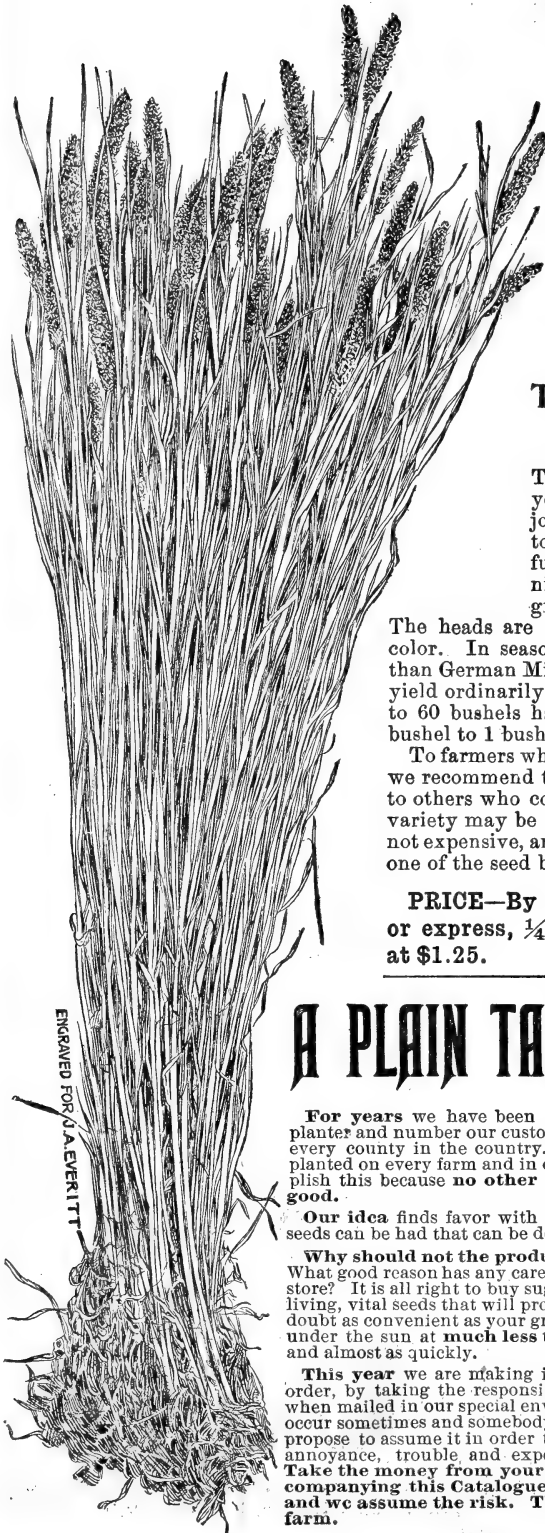 T
T
y
jo
to
fu
n
g
The heads are
color. In seaso
than German Mi
yield ordinarily
to 60 bushels h
bushel to 1 bush
To farmers wh
we recommend t
to others who co
variety may be
not expensive, an
one of the seed b
PRICE—By
or express, ¼
at $1.25.
ENGRAVED FOR J.A.EVERITT
A PLAIN TA
For years we have been
planter and number our custo
every county in the country.
planted on every farm and in
plish this because no other
good.
Our idea finds favor with
seeds can be had that can be d
Why should not the produ
What good reason has any care
store? It is all right to buy su
living, vital seeds that will pro
doubt as convenient as your gr
under the sun at much less t
and almost as quickly.
This year we are making i
order, by taking the responsi
when mailed in our special env
occur sometimes and somebody
propose to assume it in order t
annoyance, trouble and expe
Take the money from your
companying this Catalogue
and we assume the risk. T
farm.